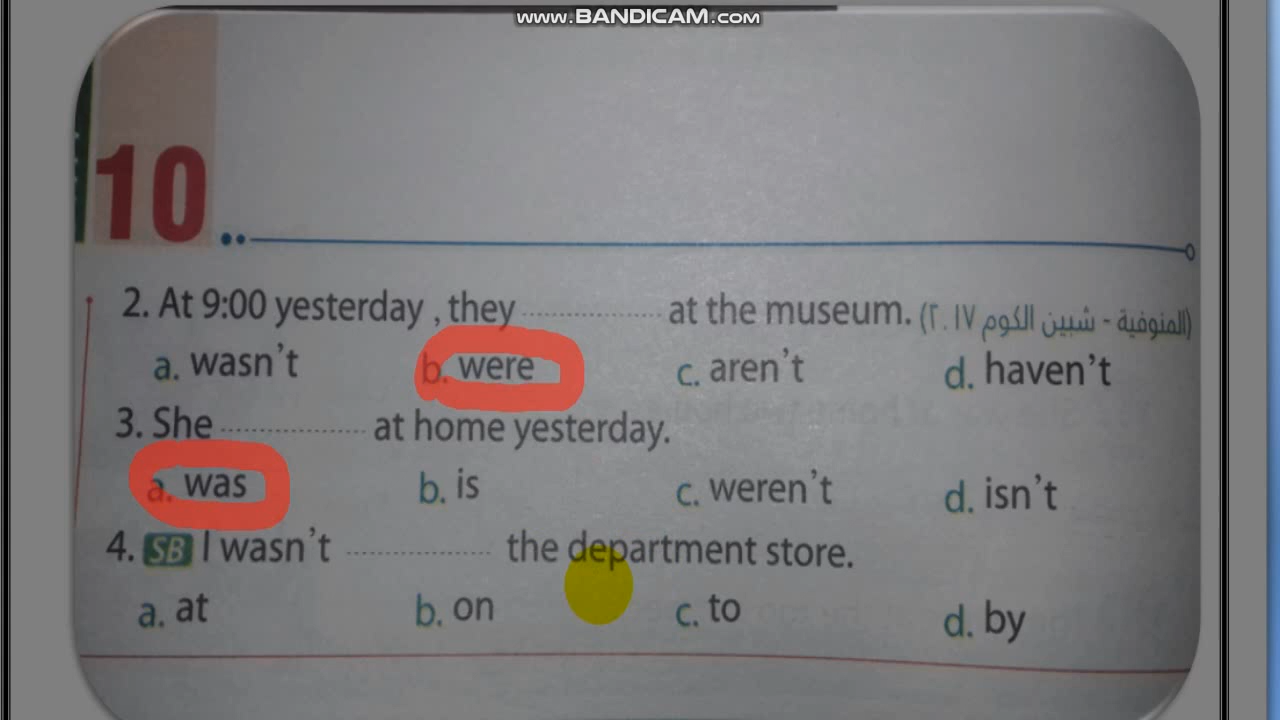 www.BANDICAM.com
10
2. At 9:00 yesterday , they .................... at the museum. (المنوفية - شبين الكوم ٢٠١٧)
a. wasn't b. were c. aren't d. haven't
3. She .................... at home yesterday.
a. was b. is c. weren't d. isn't
4. SB I wasn't .................... the department store.
a. at b. on c. to d. by